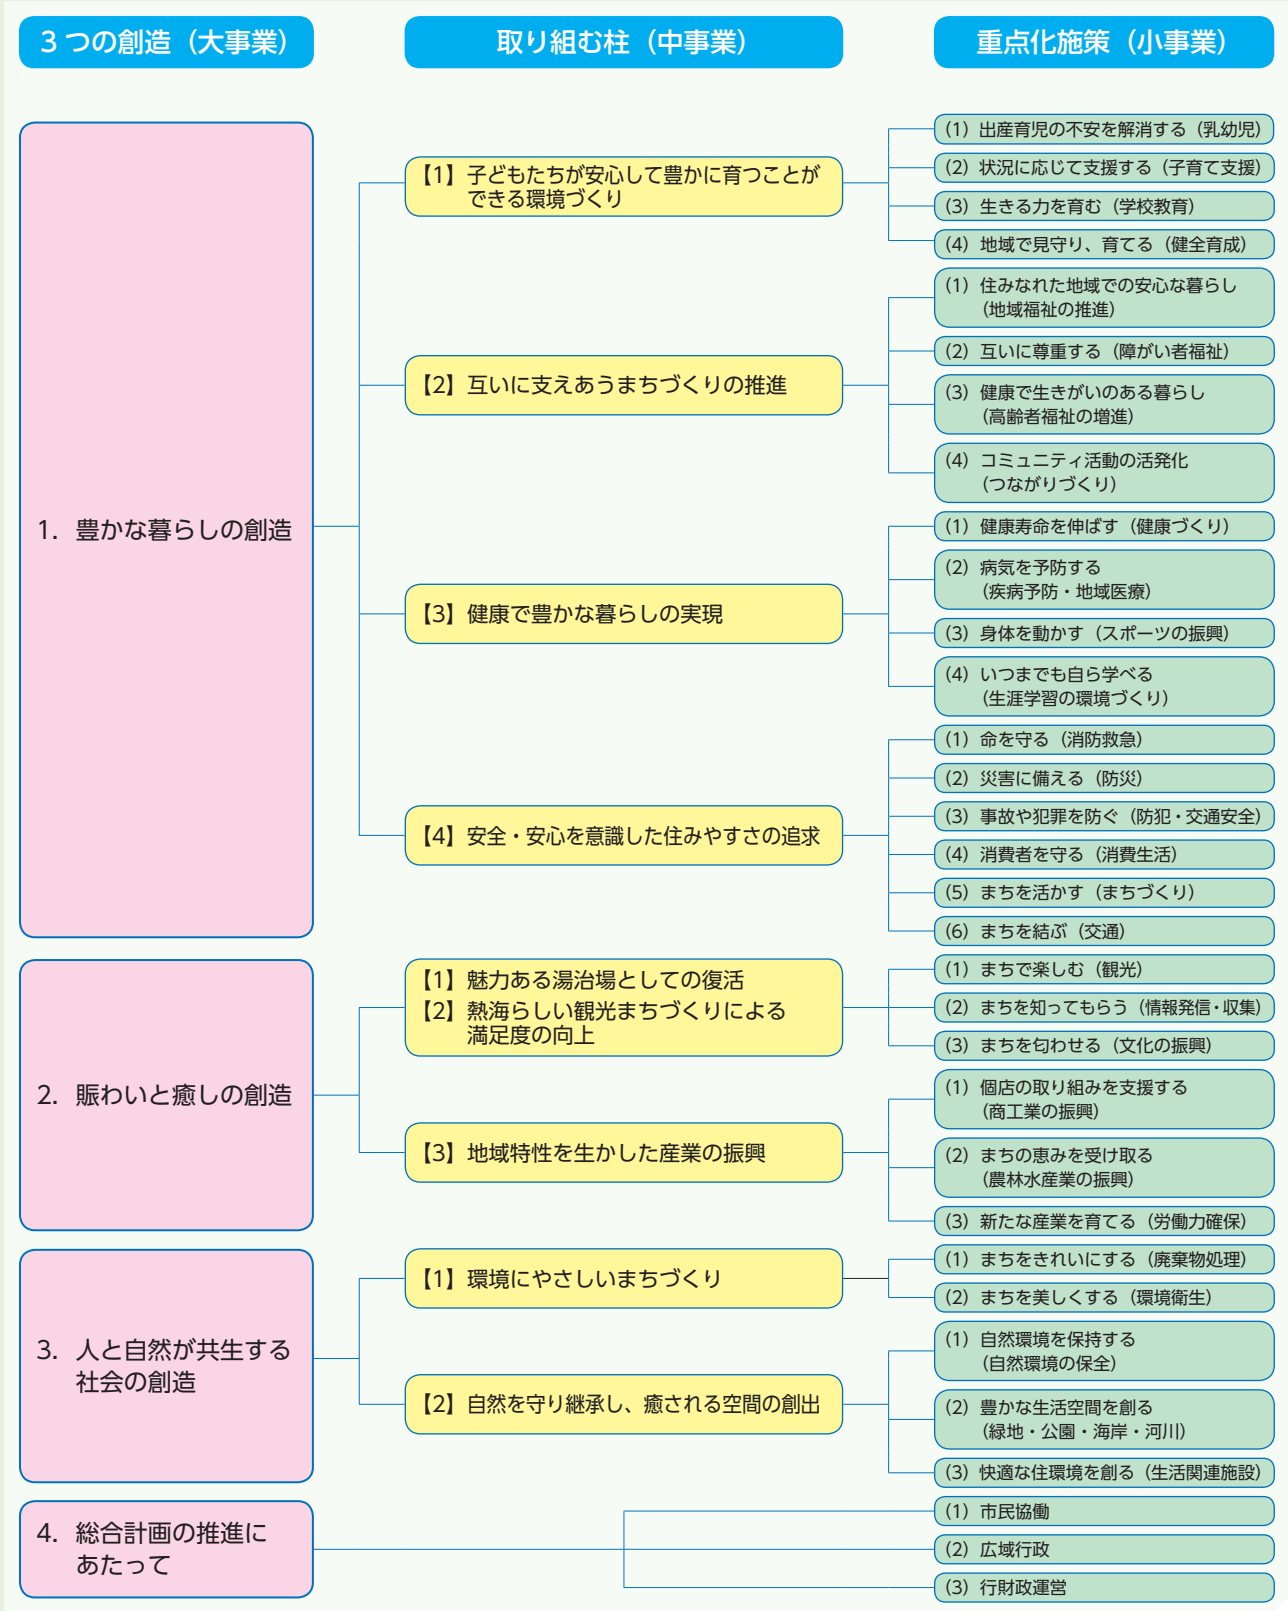 3つの創造（大事業）
取り組む柱（中事業）
重点化施策（小事業）
1. 豊かな暮らしの創造
【1】子どもたちが安心して豊かに育つことが
できる環境づくり
(1) 出産育児の不安を解消する（乳幼児）
(2) 状況に応じて支援する（子育て支援）
(3) 生きる力を育む（学校教育）
(4) 地域で見守り、育てる（健全育成）
【2】互いに支えあうまちづくりの推進
(1) 住みなれた地域での安心な暮らし
（地域福祉の推進）
(2) 互いに尊重する（障がい者福祉）
(3) 健康で生きがいのある暮らし
（高齢者福祉の増進）
(4) コミュニティ活動の活発化
（つながりづくり）
【3】健康で豊かな暮らしの実現
(1) 健康寿命を伸ばす（健康づくり）
(2) 病気を予防する
（疾病予防・地域医療）
(3) 身体を動かす（スポーツの振興）
(4) いつまでも自ら学べる
（生涯学習の環境づくり）
【4】安全・安心を意識した住みやすさの追求
(1) 命を守る（消防救急）
(2) 災害に備える（防災）
(3) 事故や犯罪を防ぐ（防犯・交通安全）
(4) 消費者を守る（消費生活）
(5) まちを活かす（まちづくり）
(6) まちを結ぶ（交通）
2. 賑わいと癒しの創造
【1】魅力ある湯治場としての復活
【2】熱海らしい観光まちづくりによる
満足度の向上
(1) まちで楽しむ（観光）
(2) まちを知ってもらう（情報発信・収集）
(3) まちを匂わせる（文化の振興）
【3】地域特性を生かした産業の振興
(1) 個店の取り組みを支援する
（商工業の振興）
(2) まちの恵みを受け取る
（農林水産業の振興）
(3) 新たな産業を育てる（労働力確保）
3. 人と自然が共生する
社会の創造
【1】環境にやさしいまちづくり
(1) まちをきれいにする（廃棄物処理）
(2) まちを美しくする（環境衛生）
【2】自然を守り継承し、癒される空間の創出
(1) 自然環境を保持する
（自然環境の保全）
(2) 豊かな生活空間を創る
（緑地・公園・海岸・河川）
(3) 快適な住環境を創る（生活関連施設）
4. 総合計画の推進に
あたって
(1) 市民協働
(2) 広域行政
(3) 行財政運営